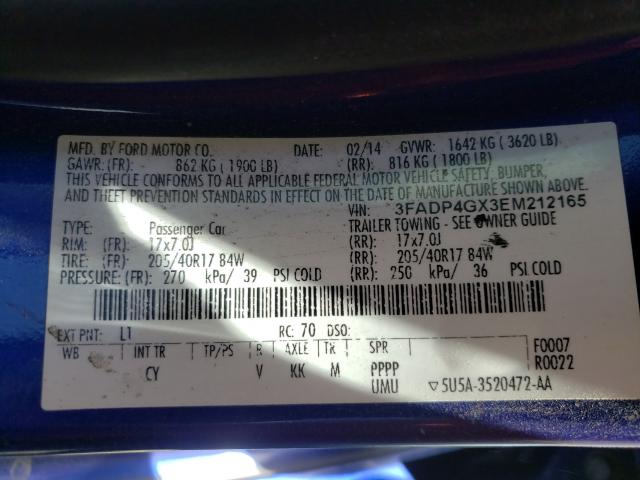 MFD. BY FORD MOTOR CO. DATE: 02/14 GVWR: 1642 KG ( 3620 LB)
GAWR: (FR): 862 KG ( 1900 LB) (RR): 816 KG ( 1800 LB)
THIS VEHICLE CONFORMS TO ALL APPLICABLE FEDERAL MOTOR VEHICLE SAFETY, BUMPER,
AND THEFT PREVENTION STANDARDS IN EFFECT ON THE DATE OF MANUFACTURE SHOWN ABOVE.
VIN: 3FADP4GX3EM212165
TYPE: Passenger Car TRAILER TOWING - SEE OWNER GUIDE
RIM: (FR): 17x7.0J (RR): 17x7.0J
TIRE: (FR): 205/40R17 84W (RR): 205/40R17 84W
PRESSURE: (FR): 270 kPa/ 39 PSI COLD (RR): 250 kPa/ 36 PSI COLD
EXT PNT: L1 RC: 70 DSO:
WB INT TR TP/PS R AXLE TR SPR F0007
CY V KK M PPPP R0022
UMU ▽5U5A-3520472-AA